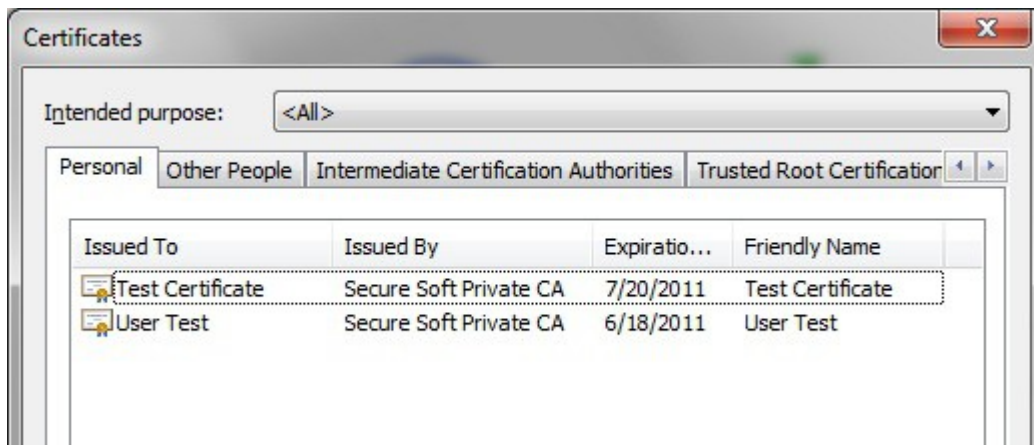 Certificates
Intended purpose: <All>
Personal Other People Intermediate Certification Authorities Trusted Root Certification
Issued To Issued By Expiratio... Friendly Name
Test Certificate Secure Soft Private CA 7/20/2011 Test Certificate
User Test Secure Soft Private CA 6/18/2011 User Test